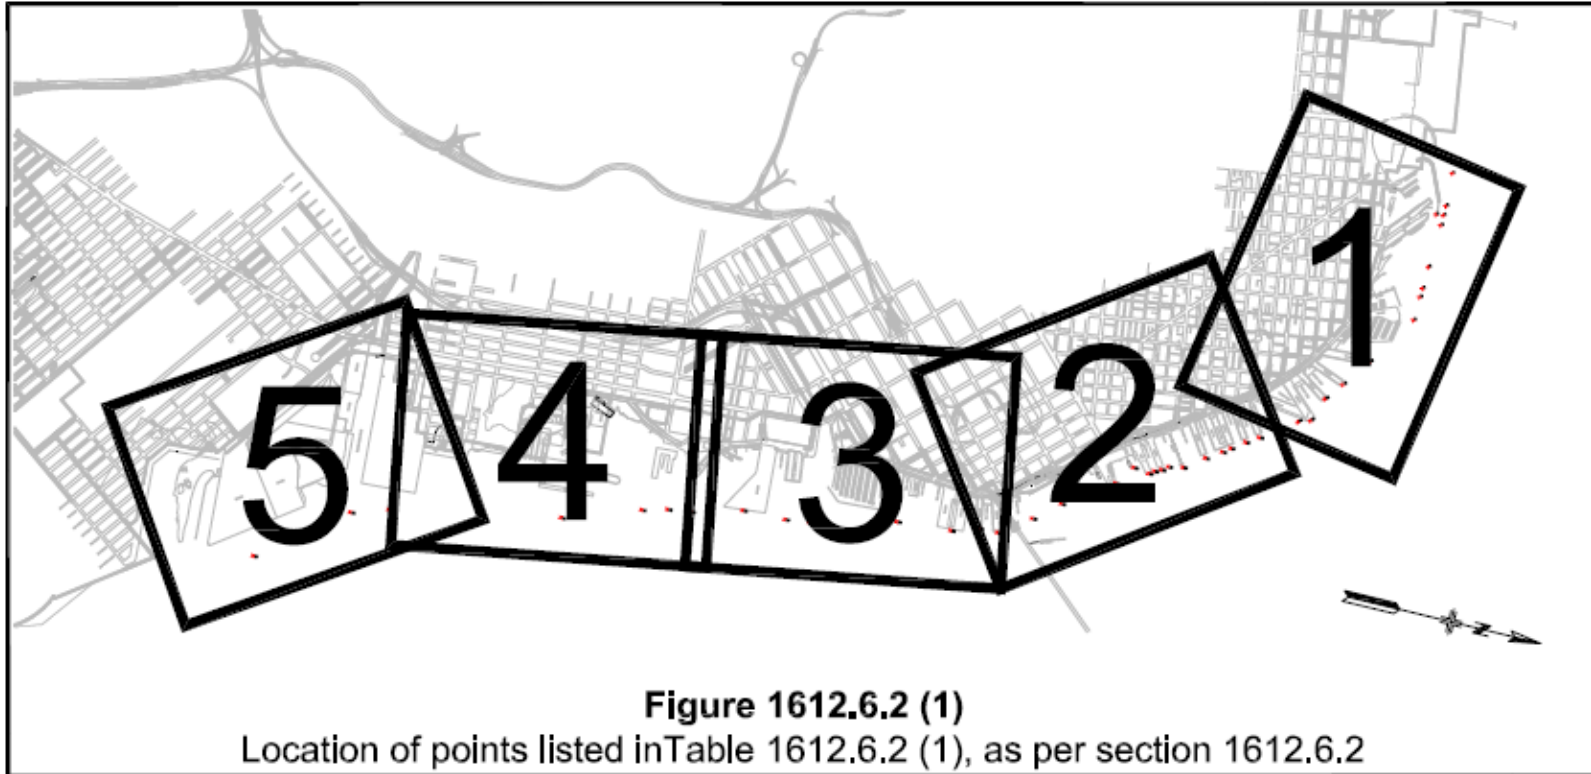 1
2
3
4
5
N
Figure 1612.6.2 (1)
Location of points listed inTable 1612.6.2 (1), as per section 1612.6.2